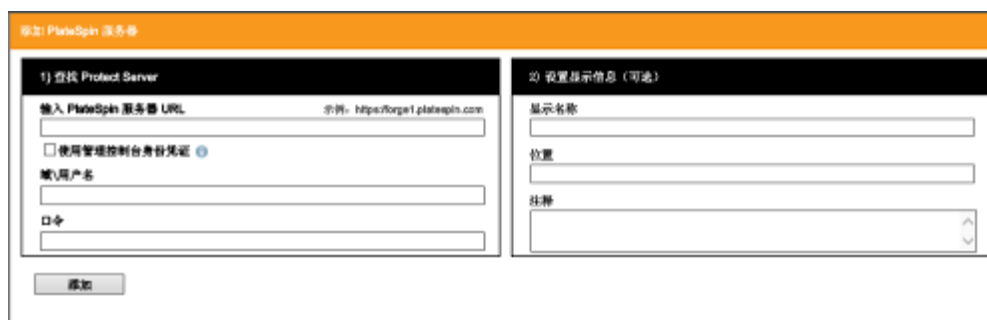 添加 PlateSpin 服务器
1) 查找 Protect Server
输入 PlateSpin 服务器 URL
示例：https://forge1.platespin.com
使用管理控制台身份凭证
域\用户名
口令
2) 设置显示信息（可选）
显示名称
位置
注释
添加